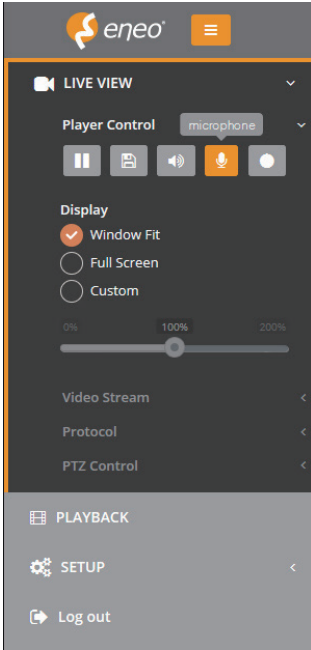 eneo
LIVE VIEW
Player Control microphone
Display
Window Fit
Full Screen
Custom
0% 100% 200%
Video Stream
Protocol
PTZ Control
PLAYBACK
SETUP
Log out